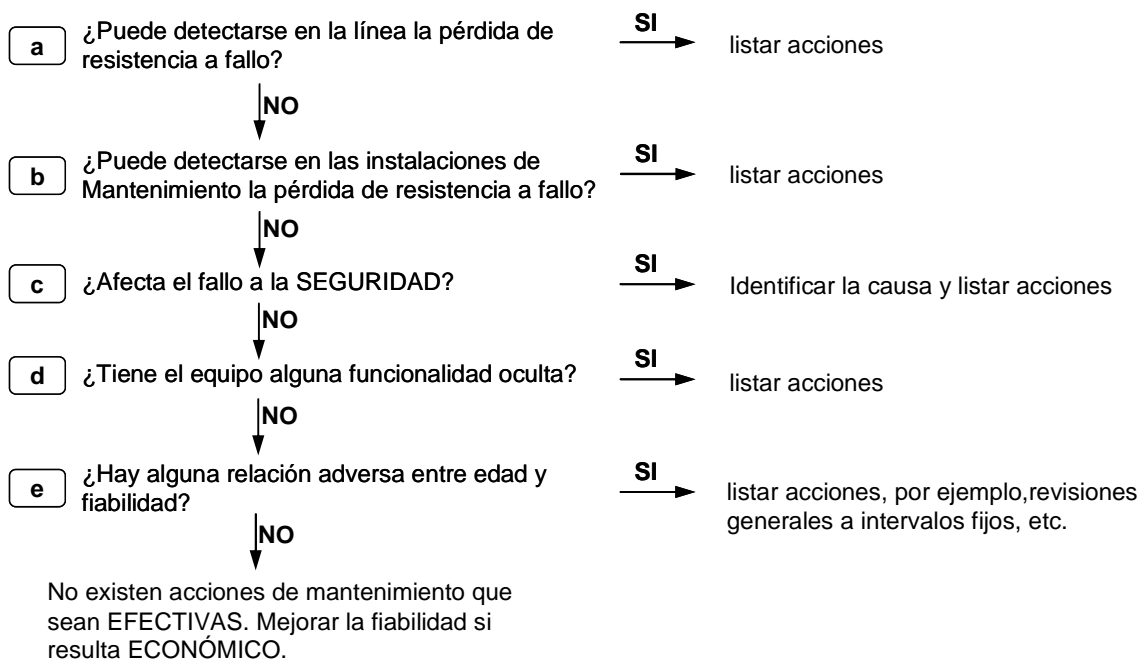 a
¿Puede detectarse en la línea la pérdida de
resistencia a fallo?
SI
listar acciones
NO
b
¿Puede detectarse en las instalaciones de
Mantenimiento la pérdida de resistencia a fallo?
SI
listar acciones
NO
c
¿Afecta el fallo a la SEGURIDAD?
SI
Identificar la causa y listar acciones
NO
d
¿Tiene el equipo alguna funcionalidad oculta?
SI
listar acciones
NO
e
¿Hay alguna relación adversa entre edad y
fiabilidad?
SI
listar acciones, por ejemplo,revisiones
generales a intervalos fijos, etc.
NO
No existen acciones de mantenimiento que
sean EFECTIVAS. Mejorar la fiabilidad si
resulta ECONÓMICO.